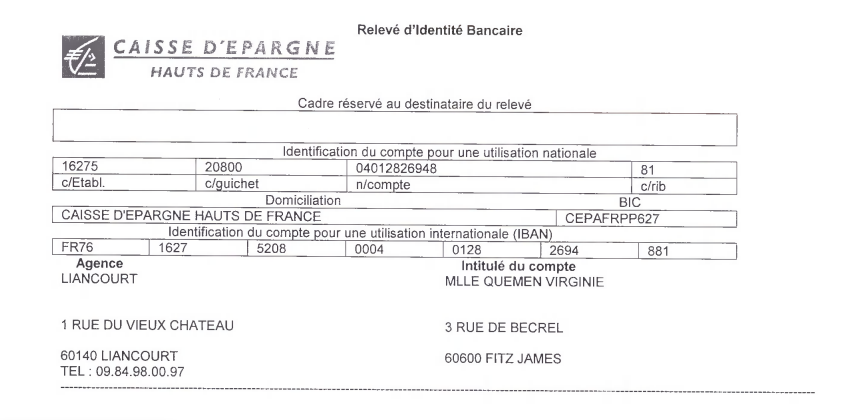 Relevé d'Identité Bancaire
CAISSE D'EPARGNE
HAUTS DE FRANCE
Cadre réservé au destinataire du relevé
Identification du compte pour une utilisation nationale
16275 20800 04012826948 81
c/Etabl. c/guichet n/compte c/rib
Domiciliation BIC
CAISSE D'EPARGNE HAUTS DE FRANCE CEPAFRPP627
Identification du compte pour une utilisation internationale (IBAN)
FR76 1627 5208 0004 0128 2694 881
Agence Intitulé du compte
LIANCOURT MLLE QUEMEN VIRGINIE
1 RUE DU VIEUX CHATEAU 3 RUE DE BECREL
60140 LIANCOURT 60600 FITZ JAMES
TEL : 09.84.98.00.97